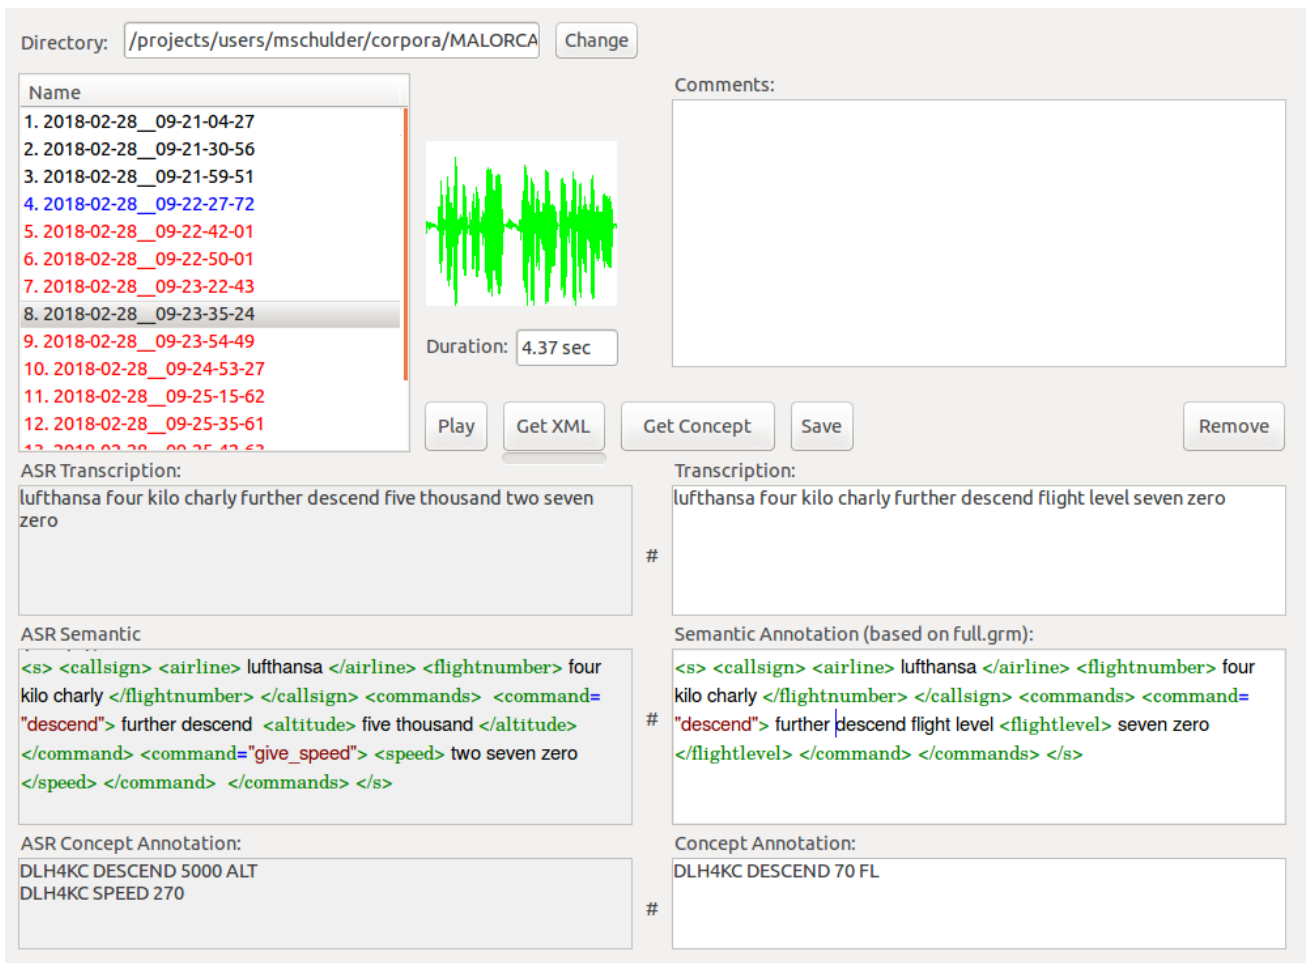 Directory: /projects/users/mschulder/corpora/MALORCA Change
Name
1. 2018-02-28__09-21-04-27
2. 2018-02-28__09-21-30-56
3. 2018-02-28__09-21-59-51
4. 2018-02-28__09-22-27-72
5. 2018-02-28__09-22-42-01
6. 2018-02-28__09-22-50-01
7. 2018-02-28__09-23-22-43
8. 2018-02-28__09-23-35-24
9. 2018-02-28__09-23-54-49
10. 2018-02-28__09-24-53-27
11. 2018-02-28__09-25-15-62
12. 2018-02-28__09-25-35-61
Duration: 4.37 sec
Comments:
Play Get XML Get Concept Save Remove
ASR Transcription:
lufthansa four kilo charly further descend five thousand two seven
zero
#
Transcription:
lufthansa four kilo charly further descend flight level seven zero
ASR Semantic
<s> <callsign> <airline> lufthansa </airline> <flightnumber> four
kilo charly </flightnumber> </callsign> <commands> <command=
"descend"> further descend <altitude> five thousand </altitude>
</command> <command="give_speed"> <speed> two seven zero
</speed> </command> </commands> </s>
#
Semantic Annotation (based on full.grm):
<s> <callsign> <airline> lufthansa </airline> <flightnumber> four
kilo charly </flightnumber> </callsign> <commands> <command=
"descend"> further descend flight level <flightlevel> seven zero
</flightlevel> </command> </commands> </s>
ASR Concept Annotation:
DLH4KC DESCEND 5000 ALT
DLH4KC SPEED 270
#
Concept Annotation:
DLH4KC DESCEND 70 FL